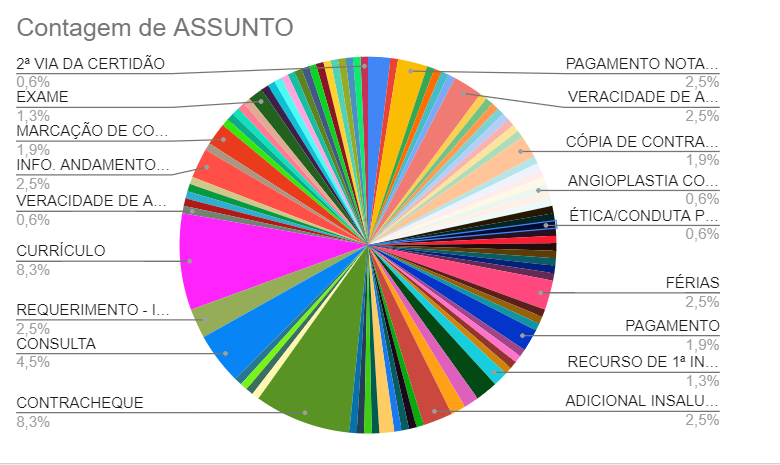 Contagem de ASSUNTO
2ª VIA DA CERTIDÃO
0,6%
EXAME
1,3%
MARCAÇÃO DE CO…
1,9%
INFO. ANDAMENTO…
2,5%
VERACIDADE DE A…
0,6%
CURRÍCULO
8,3%
REQUERIMENTO - I…
2,5%
CONSULTA
4,5%
CONTRACHEQUE
8,3%
PAGAMENTO NOTA…
2,5%
VERACIDADE DE A…
2,5%
CÓPIA DE CONTRA…
1,9%
ANGIOPLASTIA CO…
0,6%
ÉTICA/CONDUTA P…
0,6%
FÉRIAS
2,5%
PAGAMENTO
1,9%
RECURSO DE 1ª IN…
1,3%
ADICIONAL INSALU…
2,5%